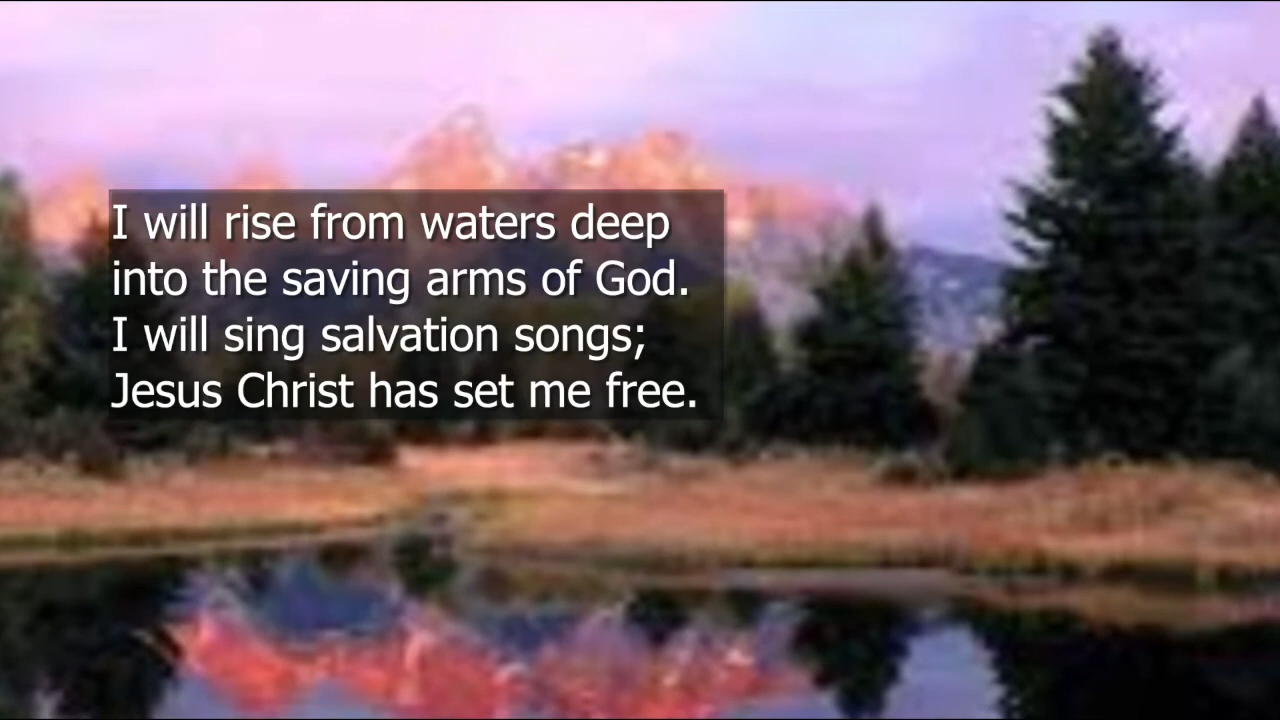 I will rise from waters deep
into the saving arms of God.
I will sing salvation songs;
Jesus Christ has set me free.